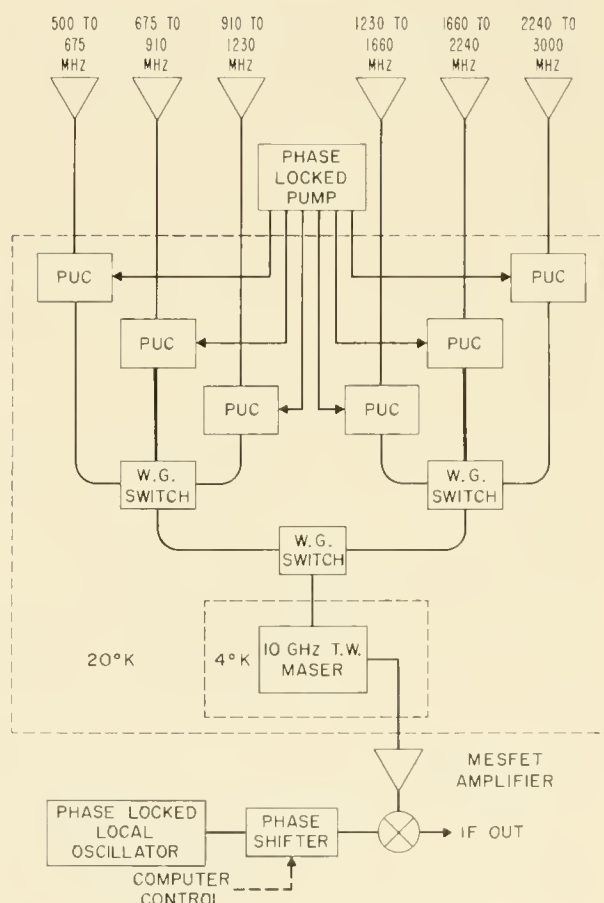 500 TO
675
MHZ
675 TO
910
MHZ
910 TO
1230
MHZ
1230 TO
1660
MHZ
1660 TO
2240
MHZ
2240 TO
3000
MHZ
PHASE
LOCKED
PUMP
PUC
PUC
PUC
PUC
PUC
PUC
W.G.
SWITCH
W.G.
SWITCH
W.G.
SWITCH
20°K
4°K
10 GHz T.W.
MASER
MESFET
AMPLIFIER
PHASE LOCKED
LOCAL
OSCILLATOR
PHASE
SHIFTER
IF OUT
COMPUTER
CONTROL